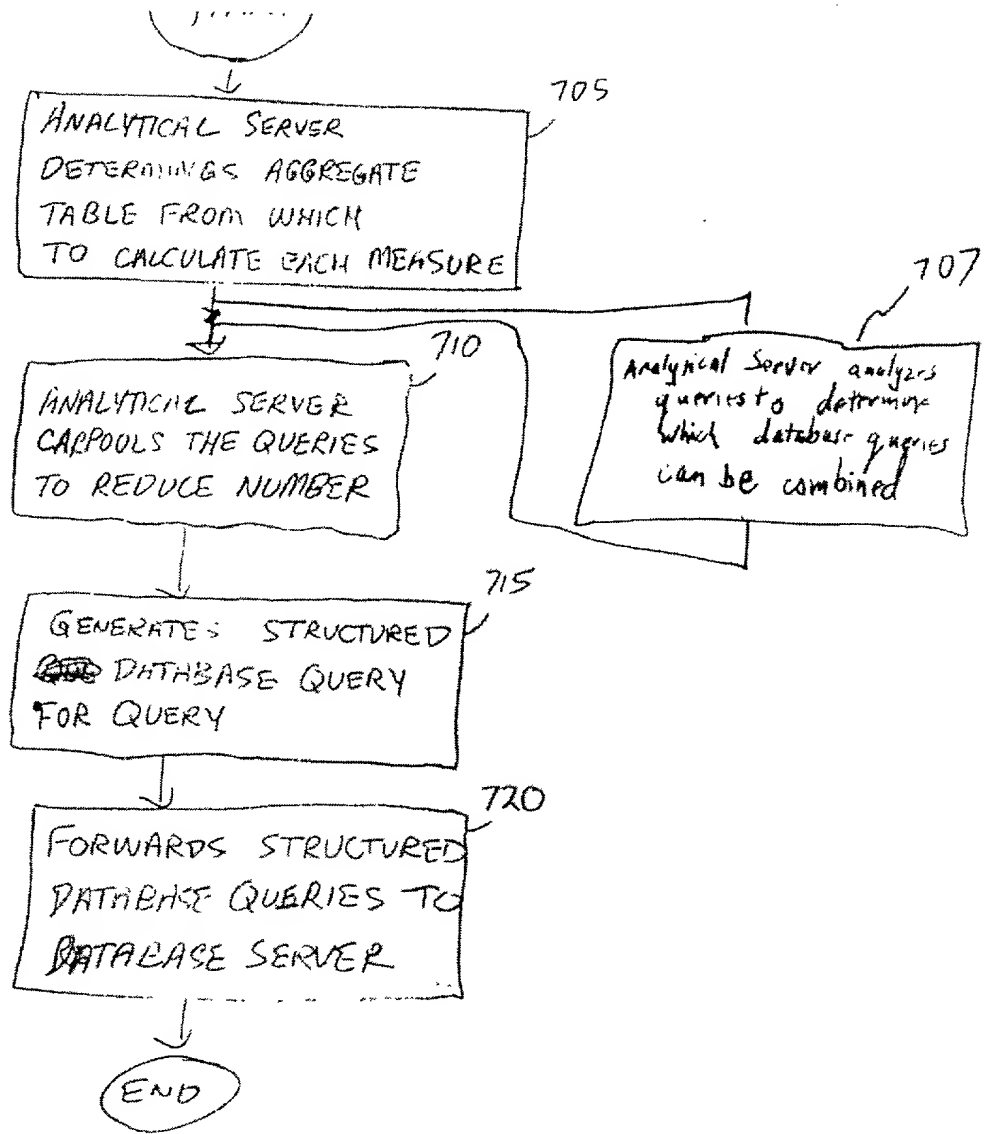 705
ANALYTICAL SERVER
DETERMINES AGGREGATE
TABLE FROM WHICH
TO CALCULATE EACH MEASURE
707
Analytical Server analyzes
queries to determine
which database queries
can be combined
710
ANALYTICAL SERVER
CARPOOLS THE QUERIES
TO REDUCE NUMBER
715
GENERATES STRUCTURED
DATABASE QUERY
FOR QUERY
720
FORWARDS STRUCTURED
DATABASE QUERIES TO
DATABASE SERVER
END